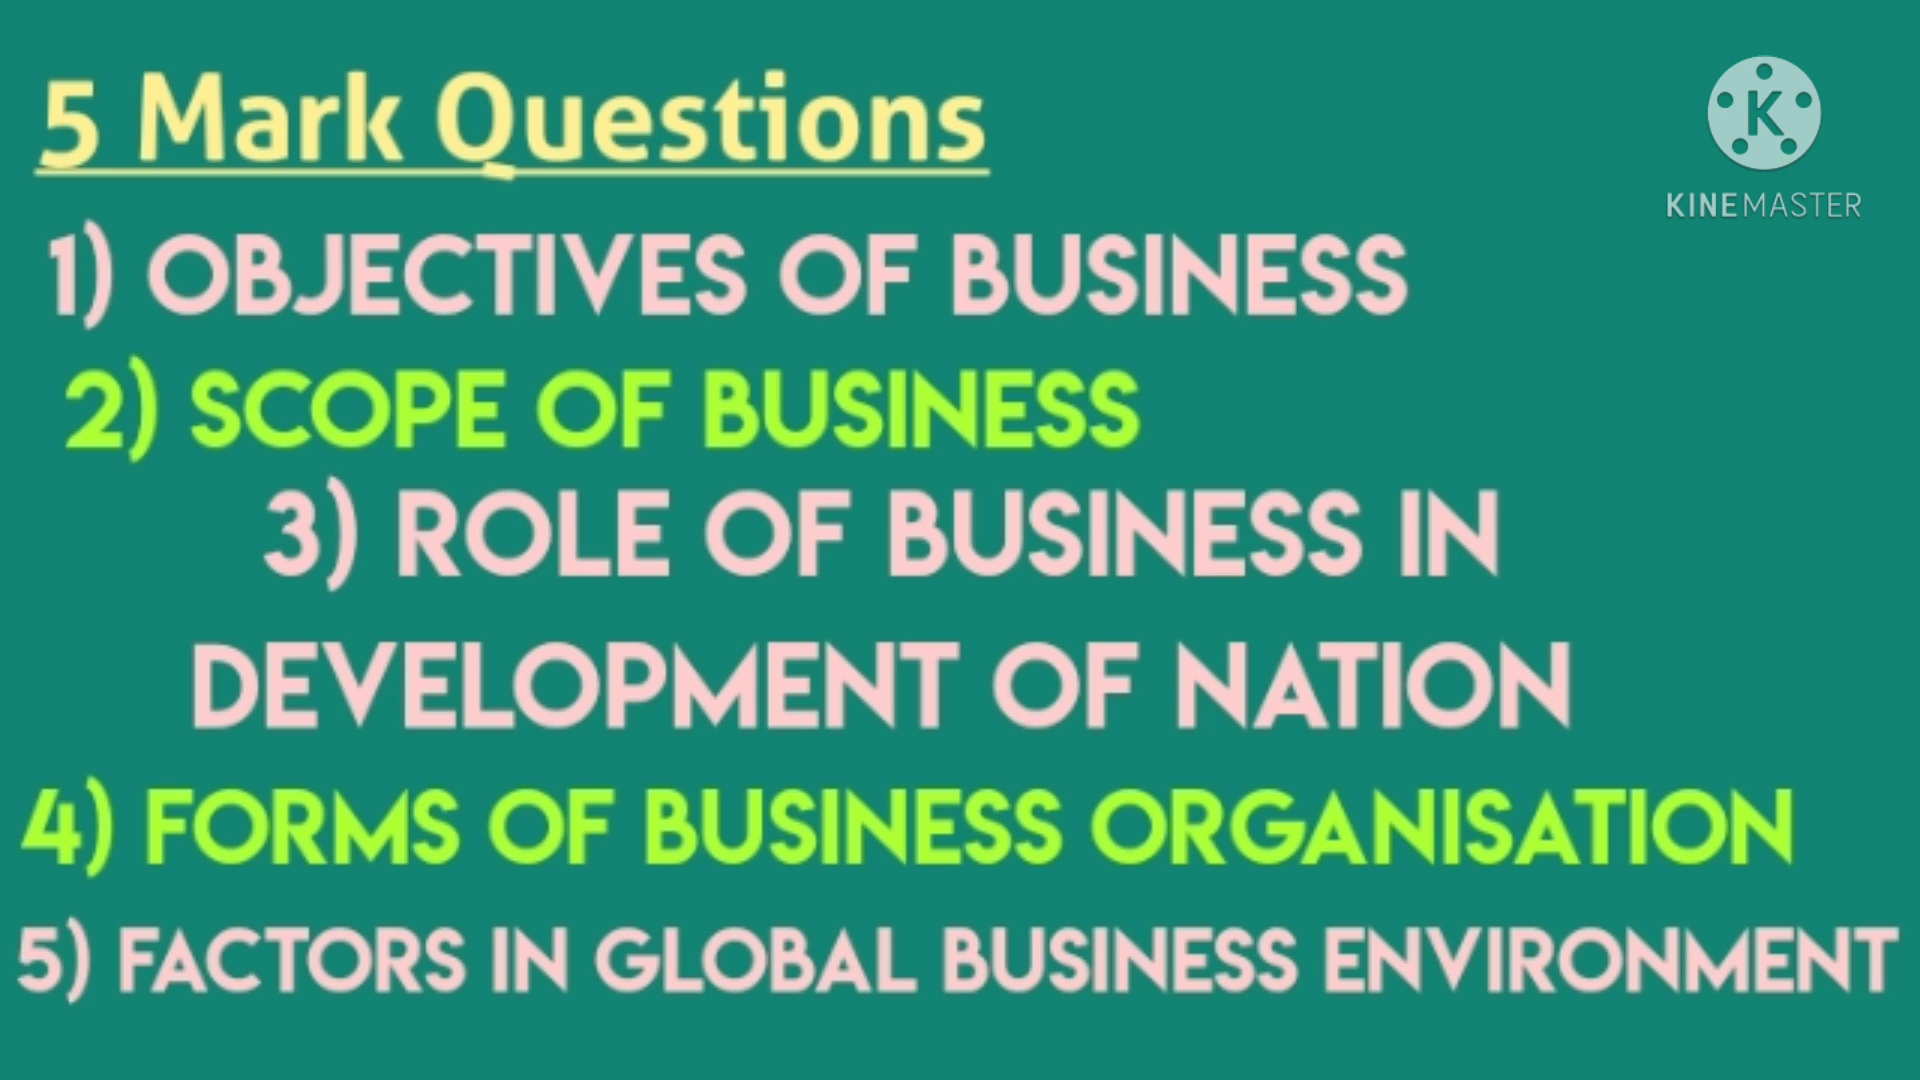 5 Mark Questions
K
KINEMASTER
1) OBJECTIVES OF BUSINESS
2) SCOPE OF BUSINESS
3) ROLE OF BUSINESS IN
DEVELOPMENT OF NATION
4) FORMS OF BUSINESS ORGANISATION
5) FACTORS IN GLOBAL BUSINESS ENVIRONMENT